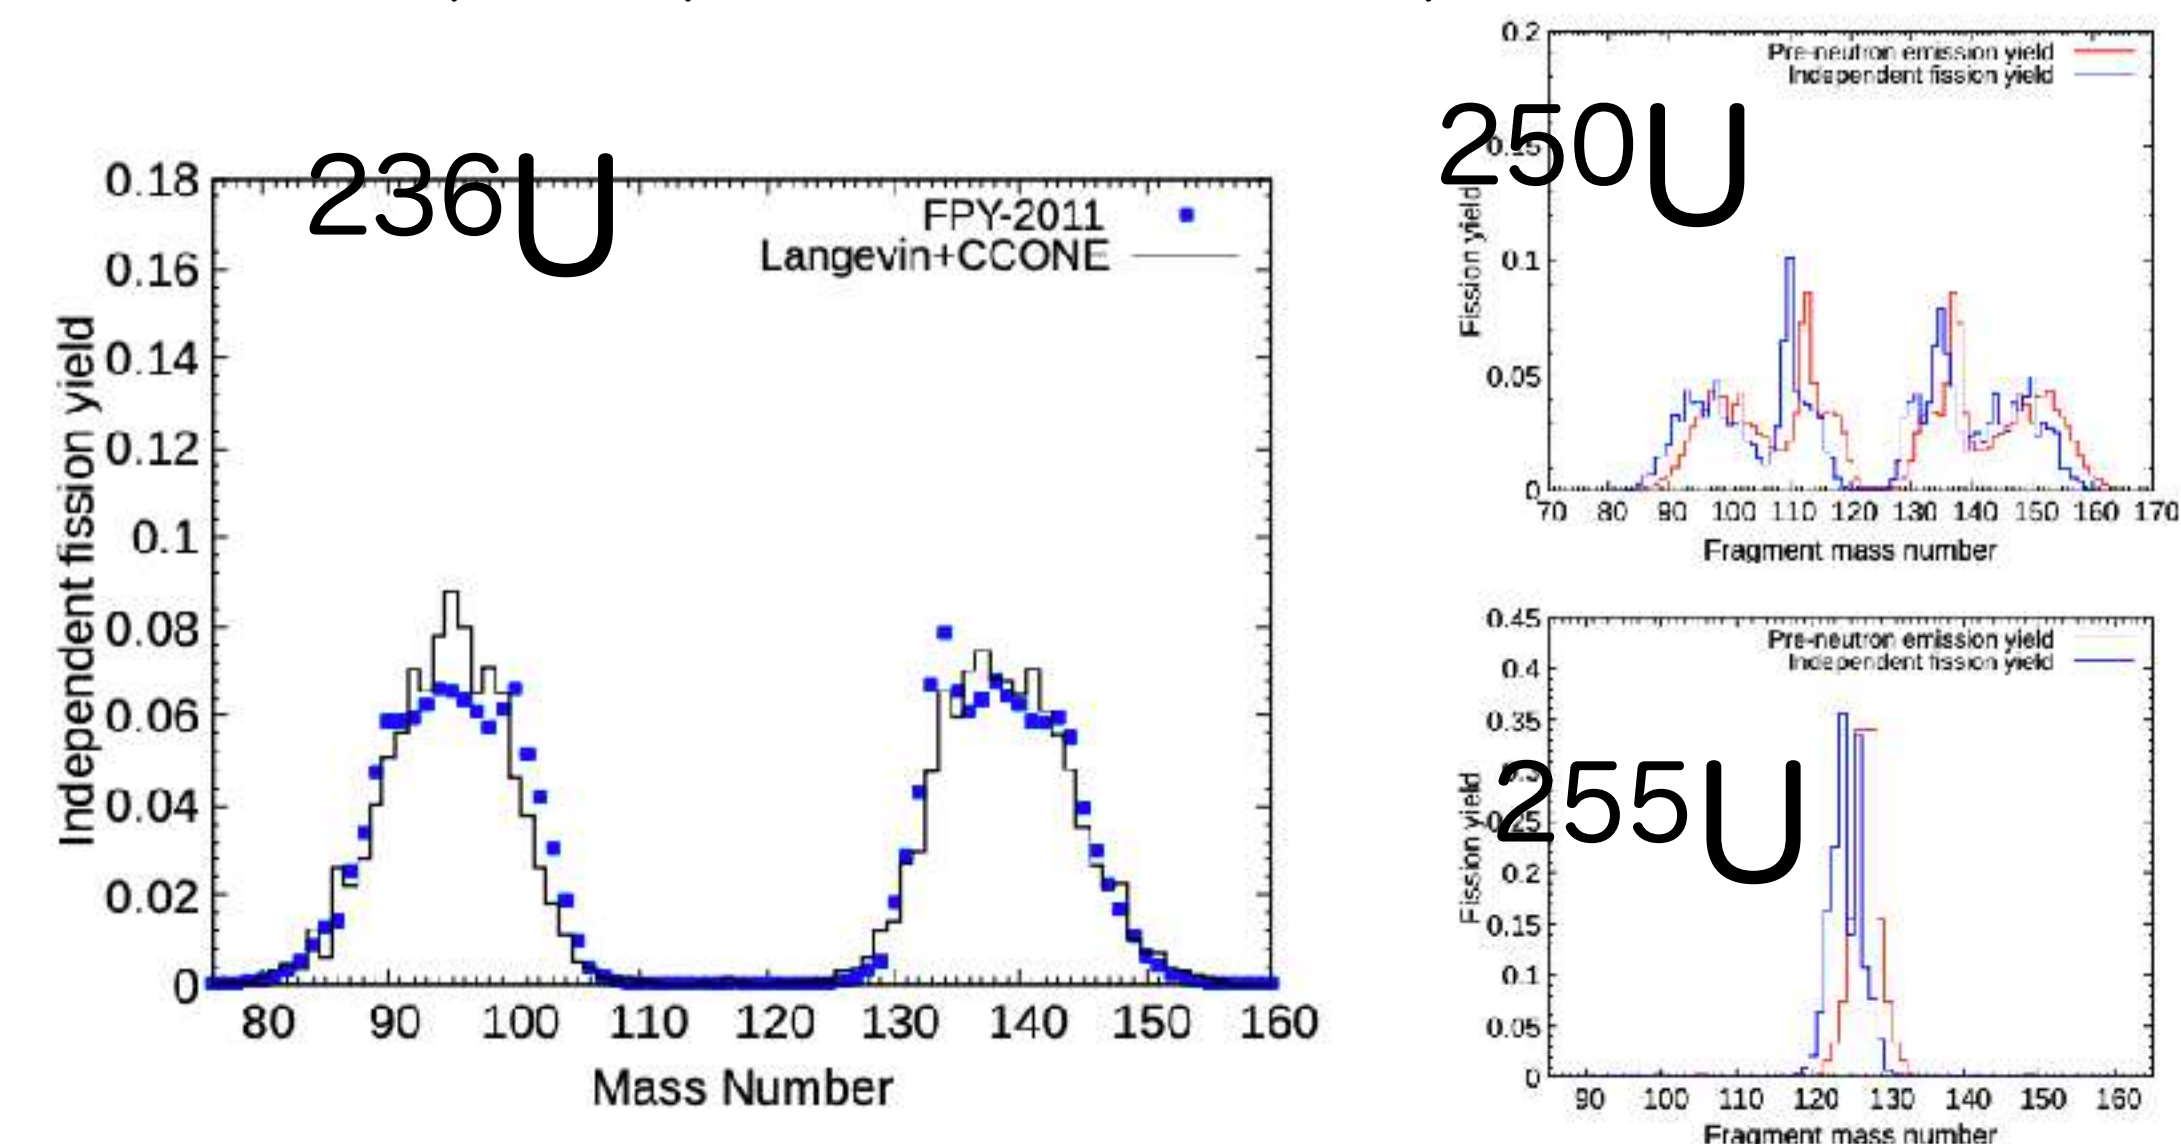 236U
0.18
0.16
0.14
0.12
0.1
0.08
0.06
0.04
0.02
0
Independent fission yield
FPY-2011
Langevin+CCONE
80 90 100 110 120 130 140 150 160
Mass Number
250U
0.2
0.15
0.1
0.05
0
Fission yield
Pre-neutron emission yield
Independent fission yield
70 80 90 100 110 120 130 140 150 160 170
Fragment mass number
255U
0.45
0.4
0.35
0.25
0.2
0.15
0.1
0.05
0
Fission yield
Pre-neutron emission yield
Independent fission yield
90 100 110 120 130 140 150 160
Fragment mass number